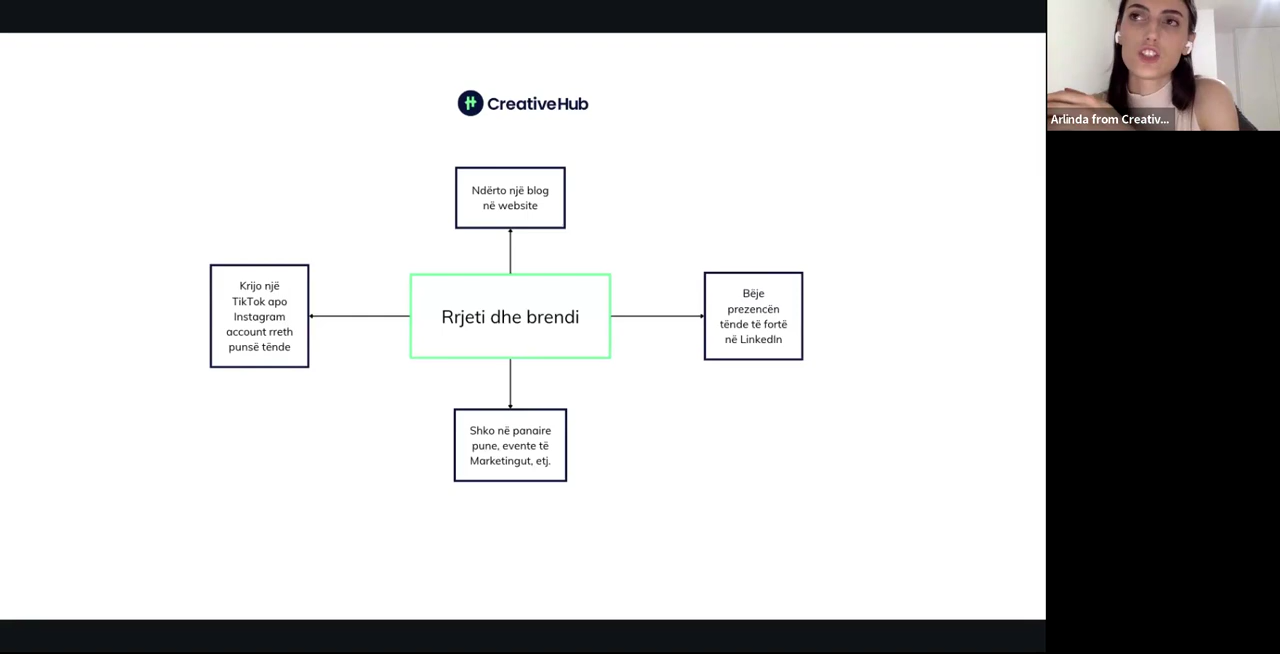 CreativeHub
Ndërto një blog
në website
Krijo një
TikTok apo
Instagram
account rreth
punsë tënde
Rrjeti dhe brendi
Bëje
prezencën
tënde të fortë
në LinkedIn
Shko në panaire
pune, evente të
Marketingut, etj.
Arlinda from Creativ...